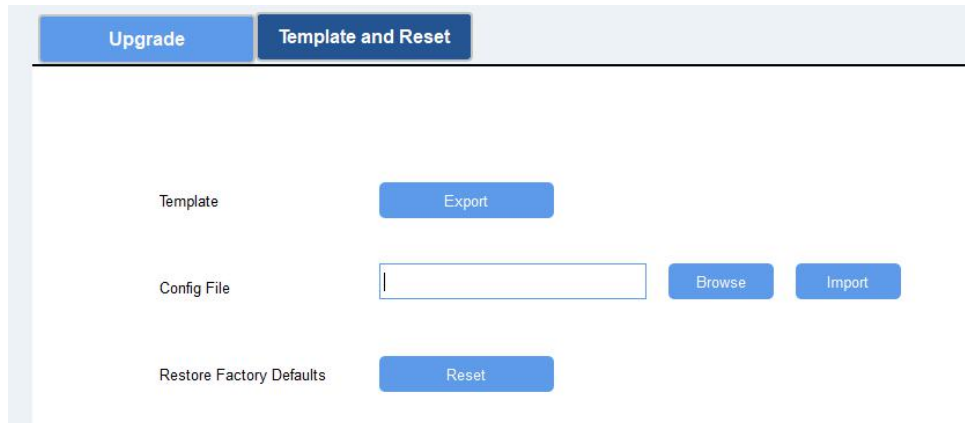 Upgrade
Template and Reset
Template
Export
Config File
Browse
Import
Restore Factory Defaults
Reset